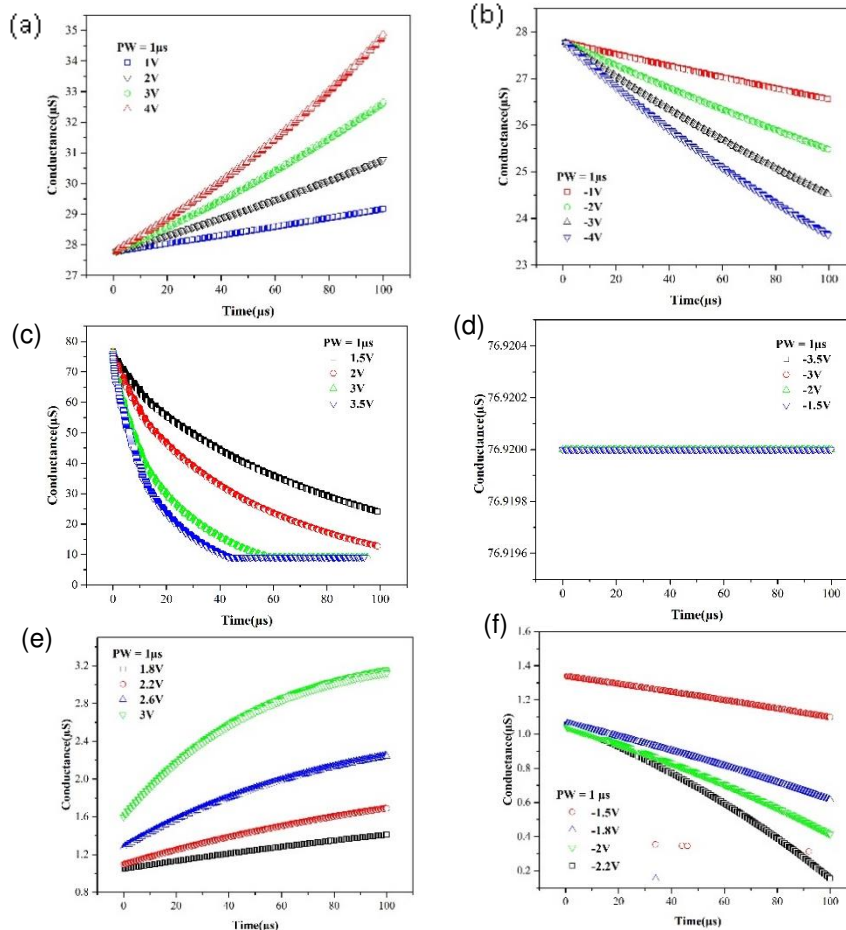 (a)
PW = 1µs
1V
2V
3V
4V
Conductance(µS)
35
33
31
29
27
0
20
40
60
80
100
Time(µs)
(b)
PW = 1µs
-1V
-2V
-3V
-4V
Conductance(µS)
28
27
26
25
24
23
0
20
40
60
80
100
Time(µs)
(c)
PW = 1µs
1.5V
2V
3V
3.5V
Conductance(µS)
80
70
60
50
40
30
20
10
0
0
20
40
60
80
100
Time(µs)
(d)
PW = 1µs
-3.5V
-3V
-2V
-1.5V
Conductance(µS)
76.9204
76.9202
76.9200
76.9198
76.9196
0
20
40
60
80
100
Time(µs)
(e)
PW = 1µs
1.8V
2.2V
2.6V
3V
Conductance(µS)
3.2
2.8
2.4
2.0
1.6
1.2
0.8
0
20
40
60
80
100
Time(µs)
(f)
PW = 1 µs
-1.5V
-1.8V
-2V
-2.2V
Conductance(µS)
1.6
1.4
1.2
1.0
0.8
0.6
0.4
0.2
0.0
0
20
40
60
80
100
Time(µs)